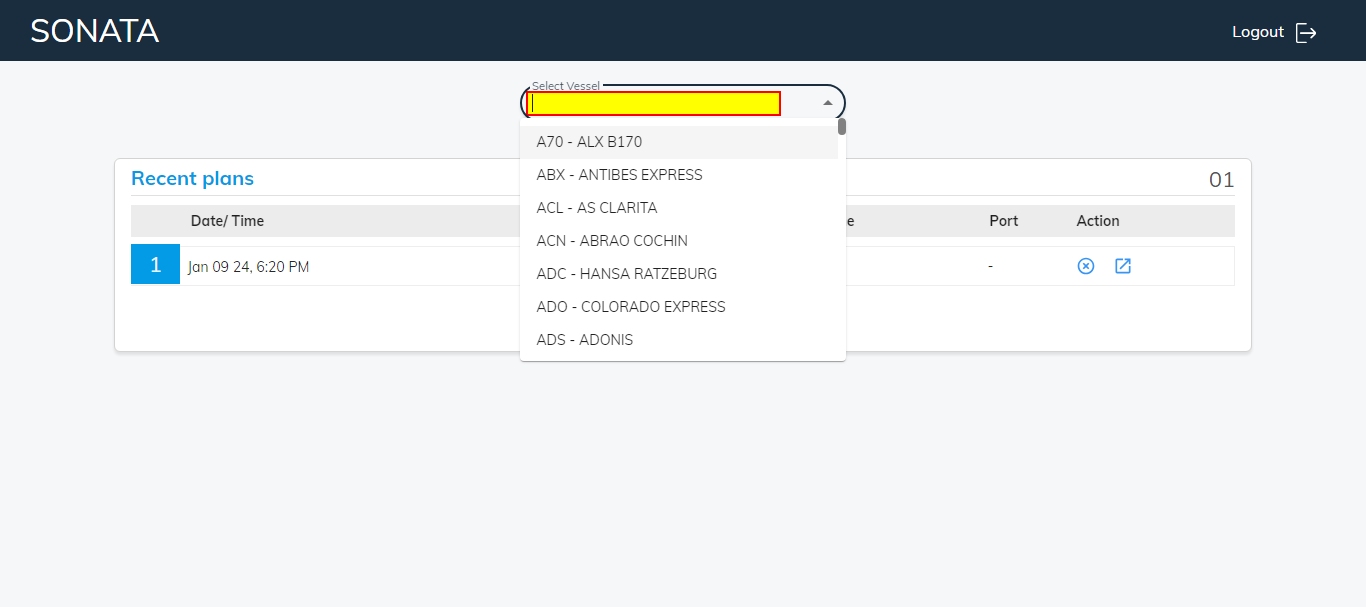 SONATA
Logout
Select Vessel
A70 - ALX B170
ABX - ANTIBES EXPRESS
ACL - AS CLARITA
ACN - ABRAO COCHIN
ADC - HANSA RATZEBURG
ADO - COLORADO EXPRESS
ADS - ADONIS
Recent plans 01
Date/ Time e Port Action
1 Jan 09 24, 6:20 PM -